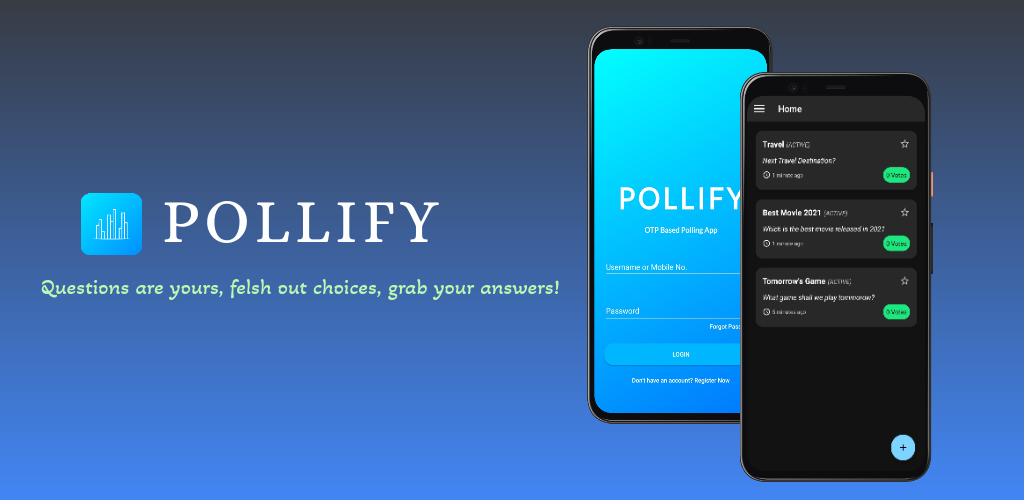 POLLIFY
Questions are yours, felsh out choices, grab your answers!
POLLIFY
OTP Based Polling App
Username or Mobile No.
Password
Forgot Pass
LOGIN
Don't have an account? Register Now
Home
Travel (ACTIVE)
Next Travel Destination?
1 minute ago
0 Votes
Best Movie 2021 (ACTIVE)
Which is the best movie released in 2021
1 minute ago
0 Votes
Tomorrow's Game (ACTIVE)
What game shall we play tommorow?
5 minutes ago
0 Votes
+